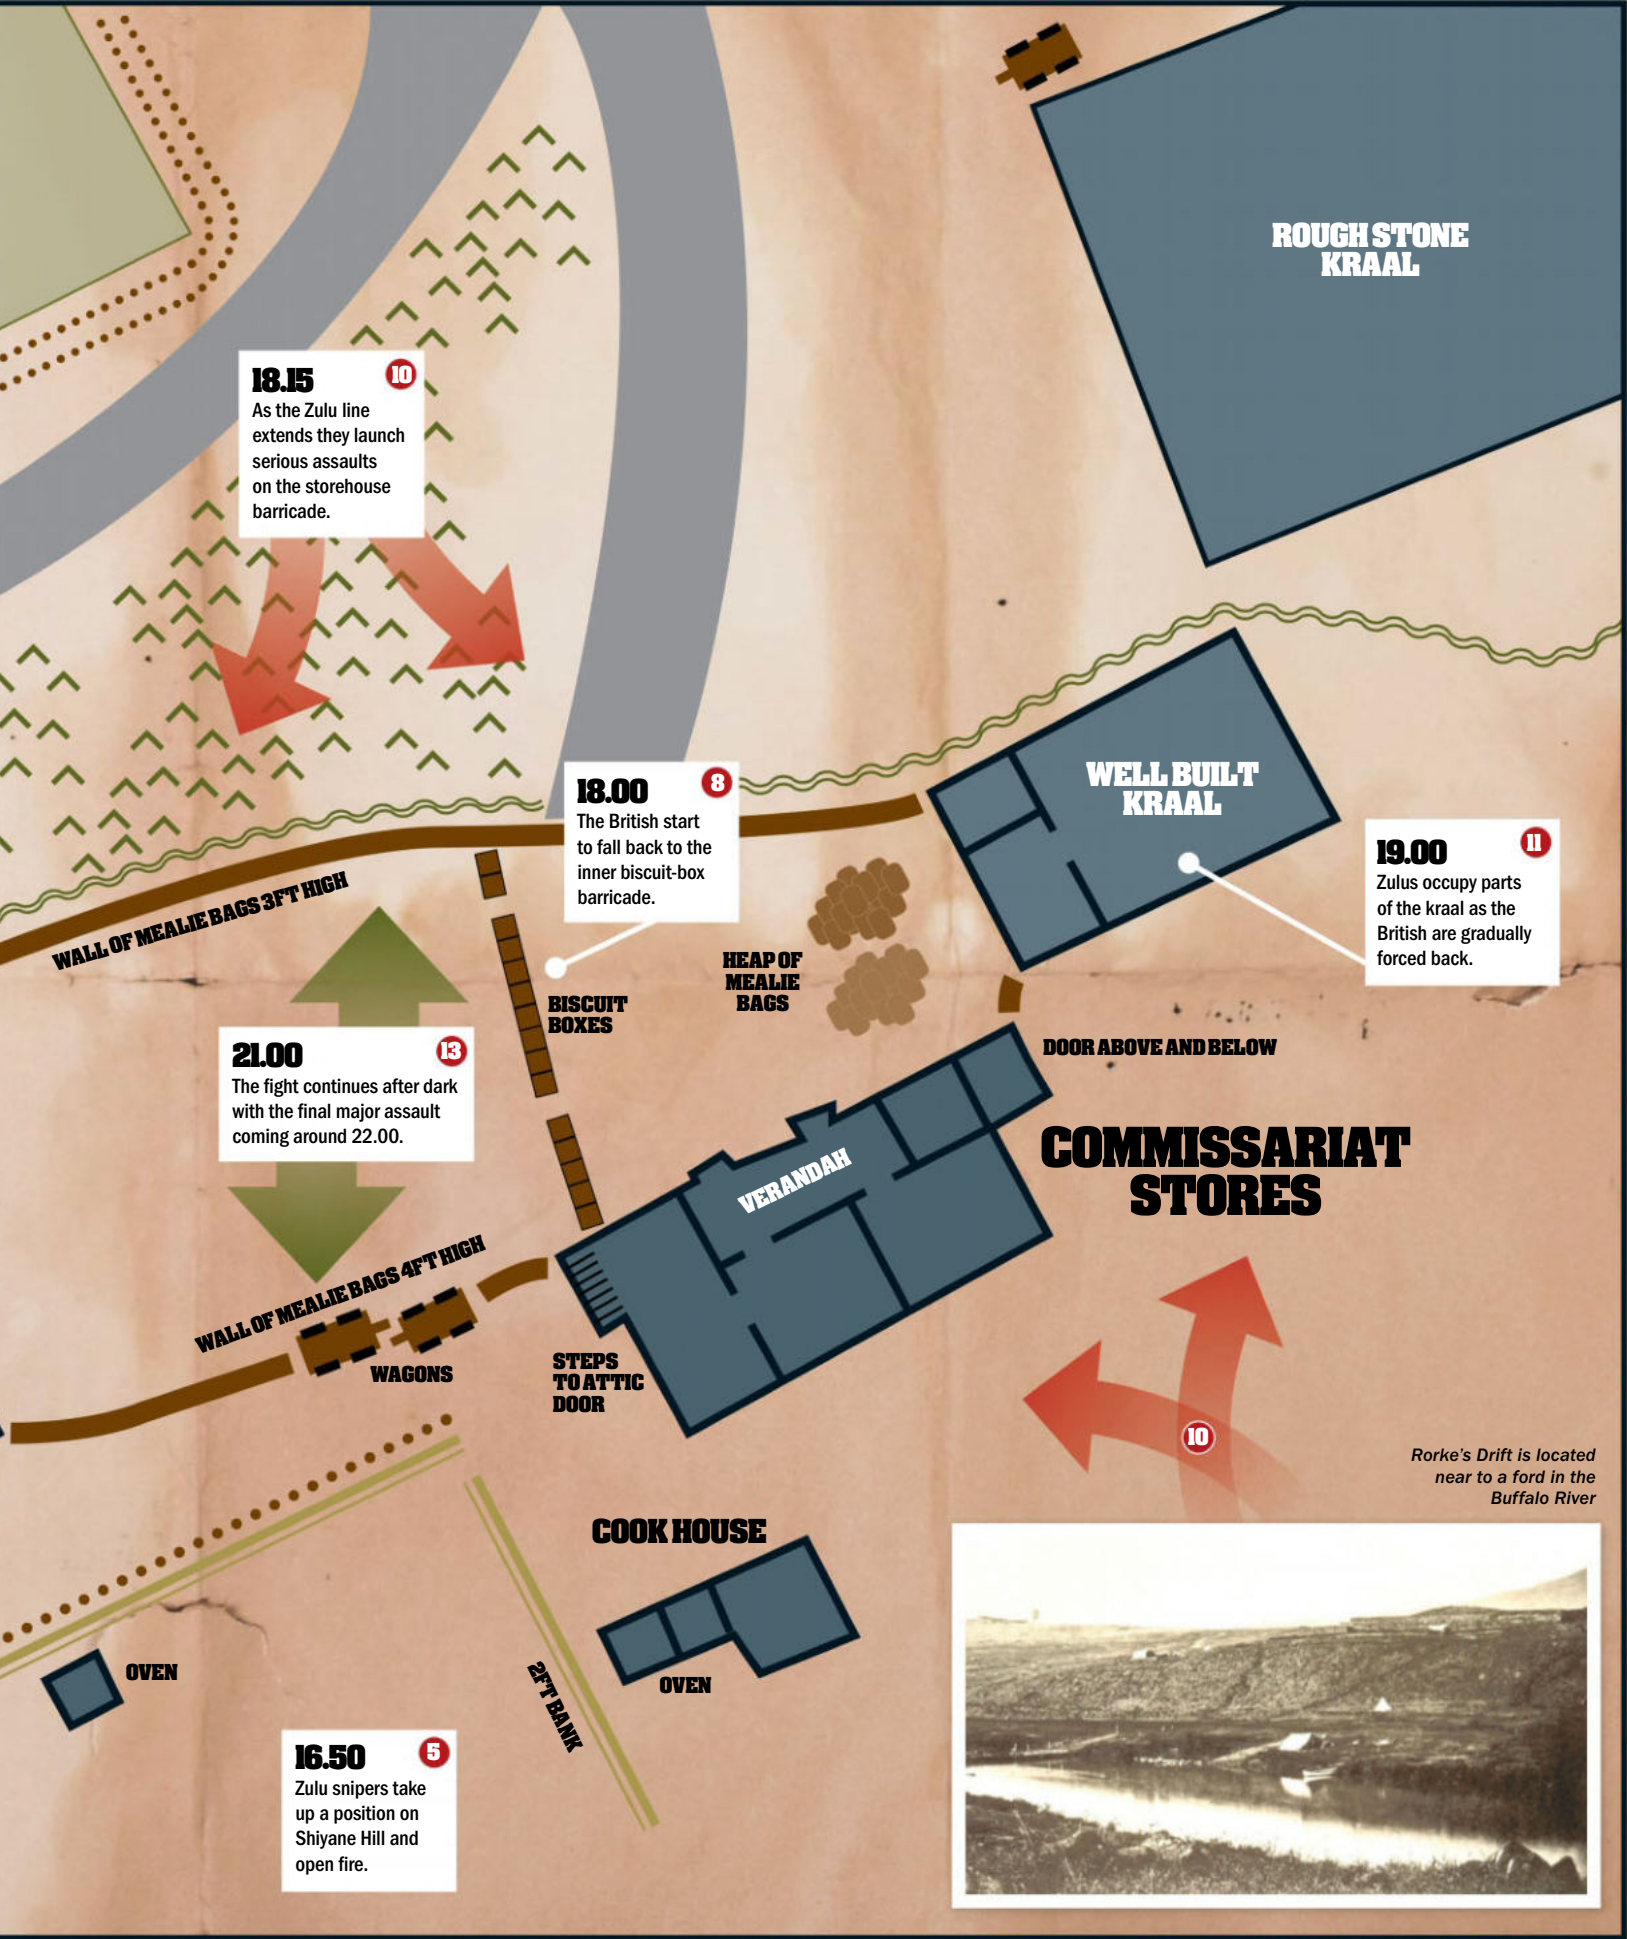 ROUGH STONE
KRAAL
18.15
10
As the Zulu line
extends they launch
serious assaults
on the storehouse
barricade.
18.00
8
The British start
to fall back to the
inner biscuit-box
barricade.
WELL BUILT
KRAAL
19.00
11
Zulus occupy parts
of the kraal as the
British are gradually
forced back.
WALL OF MEALIE BAGS 3FT HIGH
HEAP OF
MEALIE
BAGS
BISCUIT
BOXES
21.00
13
The fight continues after dark
with the final major assault
coming around 22.00.
DOOR ABOVE AND BELOW
COMMISSARIAT
STORES
VERANDAH
WALL OF MEALIE BAGS 4FT HIGH
WAGONS
STEPS
TO ATTIC
DOOR
10
Rorke's Drift is located
near to a ford in the
Buffalo River
COOK HOUSE
OVEN
OVEN
2FT BANK
16.50
5
Zulu snipers take
up a position on
Shiyane Hill and
open fire.